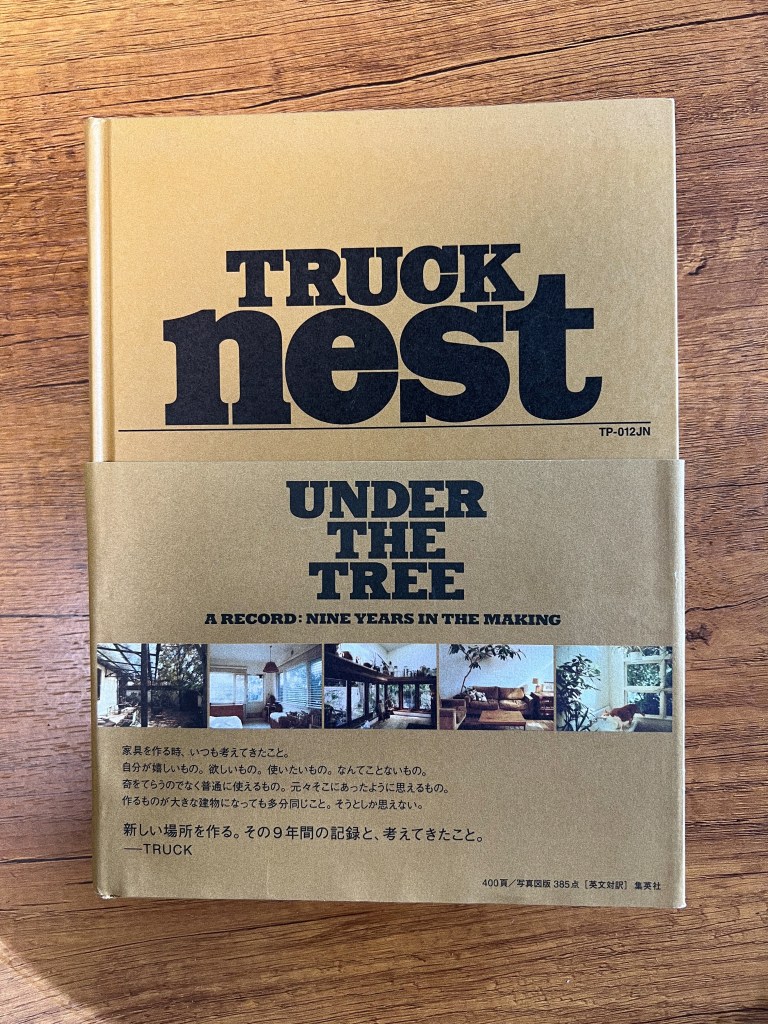 TRUCK
nest
TP-012JN
UNDER
THE
TREE
A RECORD: NINE YEARS IN THE MAKING
家具を作る時、いつも考えてきたこと。
自分が嬉しいもの。欲しいもの。使いたいもの。なんてことないもの。
奇をてらうのでなく普通に使えるもの。元々そこにあったように思えるもの。
作るものが大きな建物になっても多分同じこと。そうとしか思えない。
新しい場所を作る。その9年間の記録と、考えてきたこと。
──TRUCK
400頁／写真図版 385点［英文対訳］集英社